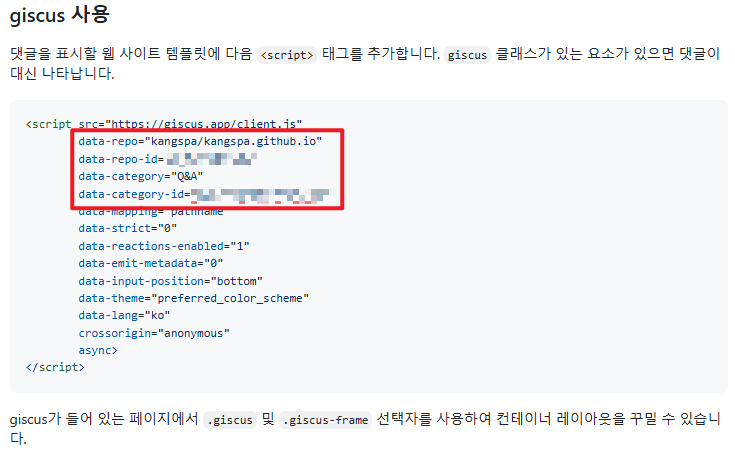 giscus 사용
댓글을 표시할 웹 사이트 템플릿에 다음 <script> 태그를 추가합니다. giscus 클래스가 있는 요소가 있으면 댓글이
대신 나타납니다.
<script src="https://giscus.app/client.js"
data-repo="kangspa/kangspa.github.io"
data-repo-id=
data-category="Q&A"
data-category-id=
data-mapping="pathname"
data-strict="0"
data-reactions-enabled="1"
data-emit-metadata="0"
data-input-position="bottom"
data-theme="preferred_color_scheme"
data-lang="ko"
crossorigin="anonymous"
async>
</script>
giscus가 들어 있는 페이지에서 .giscus 및 .giscus-frame 선택자를 사용하여 컨테이너 레이아웃을 꾸밀 수 있습니
다.